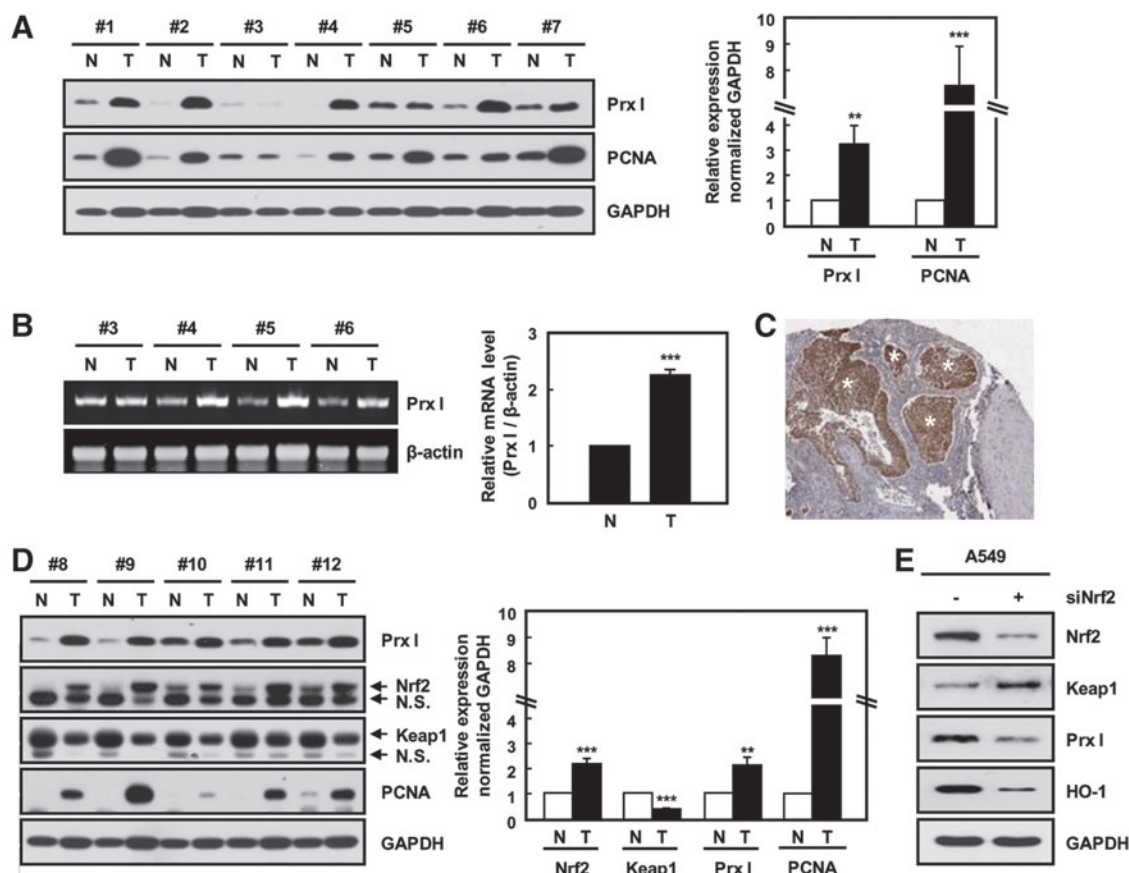 A
#1 #2 #3 #4 #5 #6 #7
N T N T N T N T N T N T N T
Prx I
PCNA
GAPDH
Relative expression
normalized GAPDH
10
8
4
3
2
1
0
**
***
N T N T
Prx I PCNA
B
#3 #4 #5 #6
N T N T N T N T
Prx I
β-actin
Relative mRNA level
(Prx I / β-actin)
3
2
1
0
***
N T
C
* * * *
D
#8 #9 #10 #11 #12
N T N T N T N T N T
Prx I
Nrf2
N.S.
Keap1
N.S.
PCNA
GAPDH
Relative expression
normalized GAPDH
10
8
4
3
2
1
0
***
***
**
***
N T N T N T N T
Nrf2 Keap1 Prx I PCNA
E
A549
- + siNrf2
Nrf2
Keap1
Prx I
HO-1
GAPDH